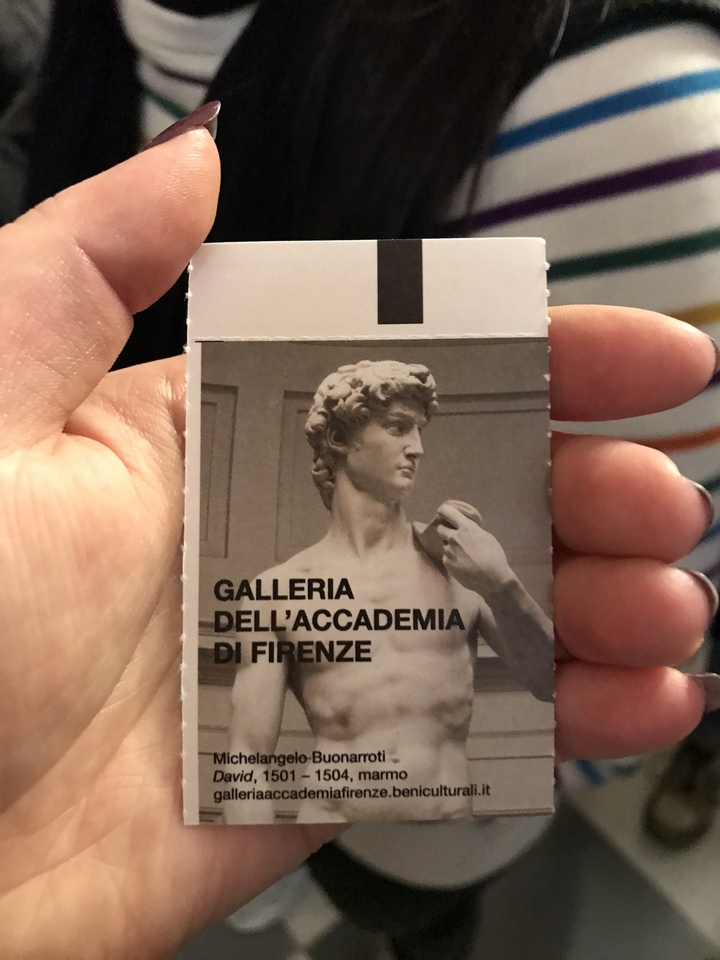 GALLERIA
DELL'ACCADEMIA
DI FIRENZE
Michelangelo Buonarroti
David, 1501 – 1504, marmo
galleriaaccademiafirenze.beniculturali.it